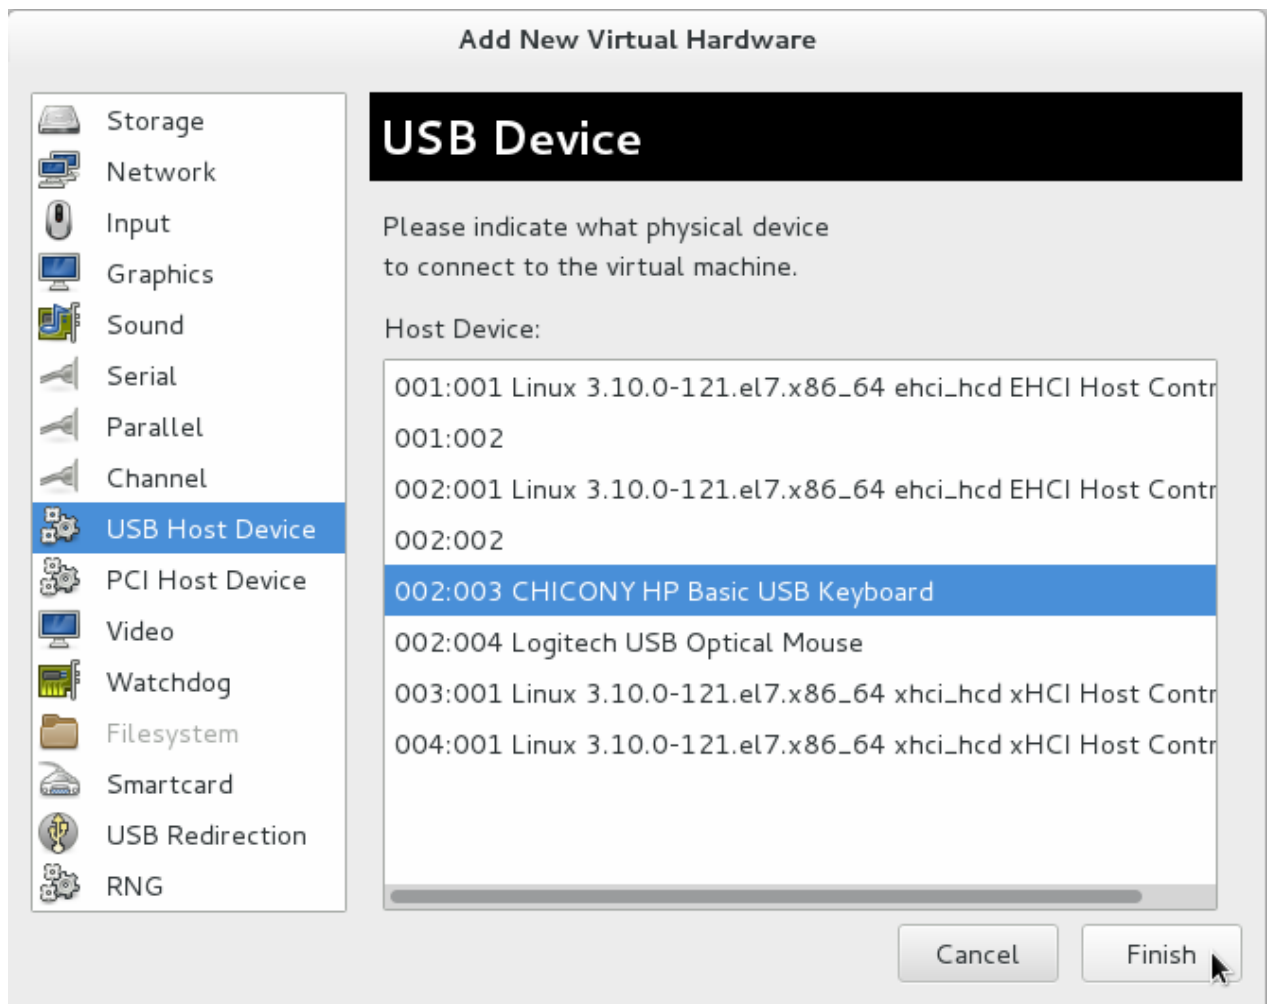 Add New Virtual Hardware
Storage
Network
Input
Graphics
Sound
Serial
Parallel
Channel
USB Host Device
PCI Host Device
Video
Watchdog
Filesystem
Smartcard
USB Redirection
RNG
USB Device
Please indicate what physical device
to connect to the virtual machine.
Host Device:
001:001 Linux 3.10.0-121.el7.x86_64 ehci_hcd EHCI Host Contr
001:002
002:001 Linux 3.10.0-121.el7.x86_64 ehci_hcd EHCI Host Contr
002:002
002:003 CHICONY HP Basic USB Keyboard
002:004 Logitech USB Optical Mouse
003:001 Linux 3.10.0-121.el7.x86_64 xhci_hcd xHCI Host Contr
004:001 Linux 3.10.0-121.el7.x86_64 xhci_hcd xHCI Host Contr
Cancel
Finish